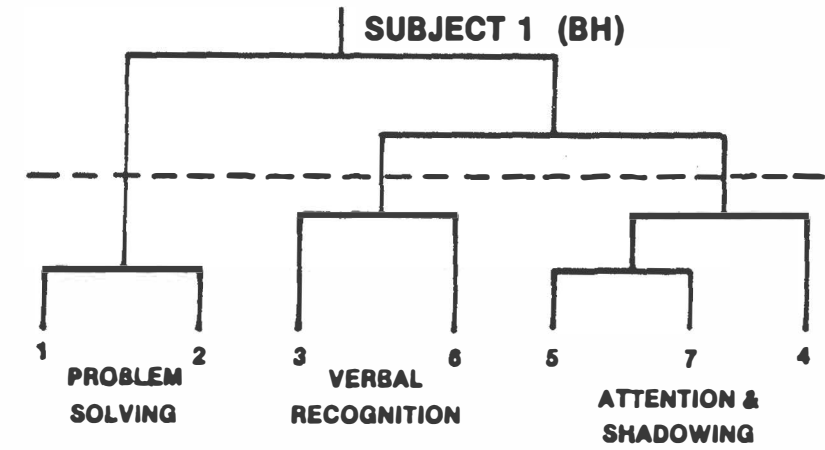 SUBJECT 1 (BH)
1 2 3 6 5 7 4
PROBLEM
SOLVING
VERBAL
RECOGNITION
ATTENTION &
SHADOWING